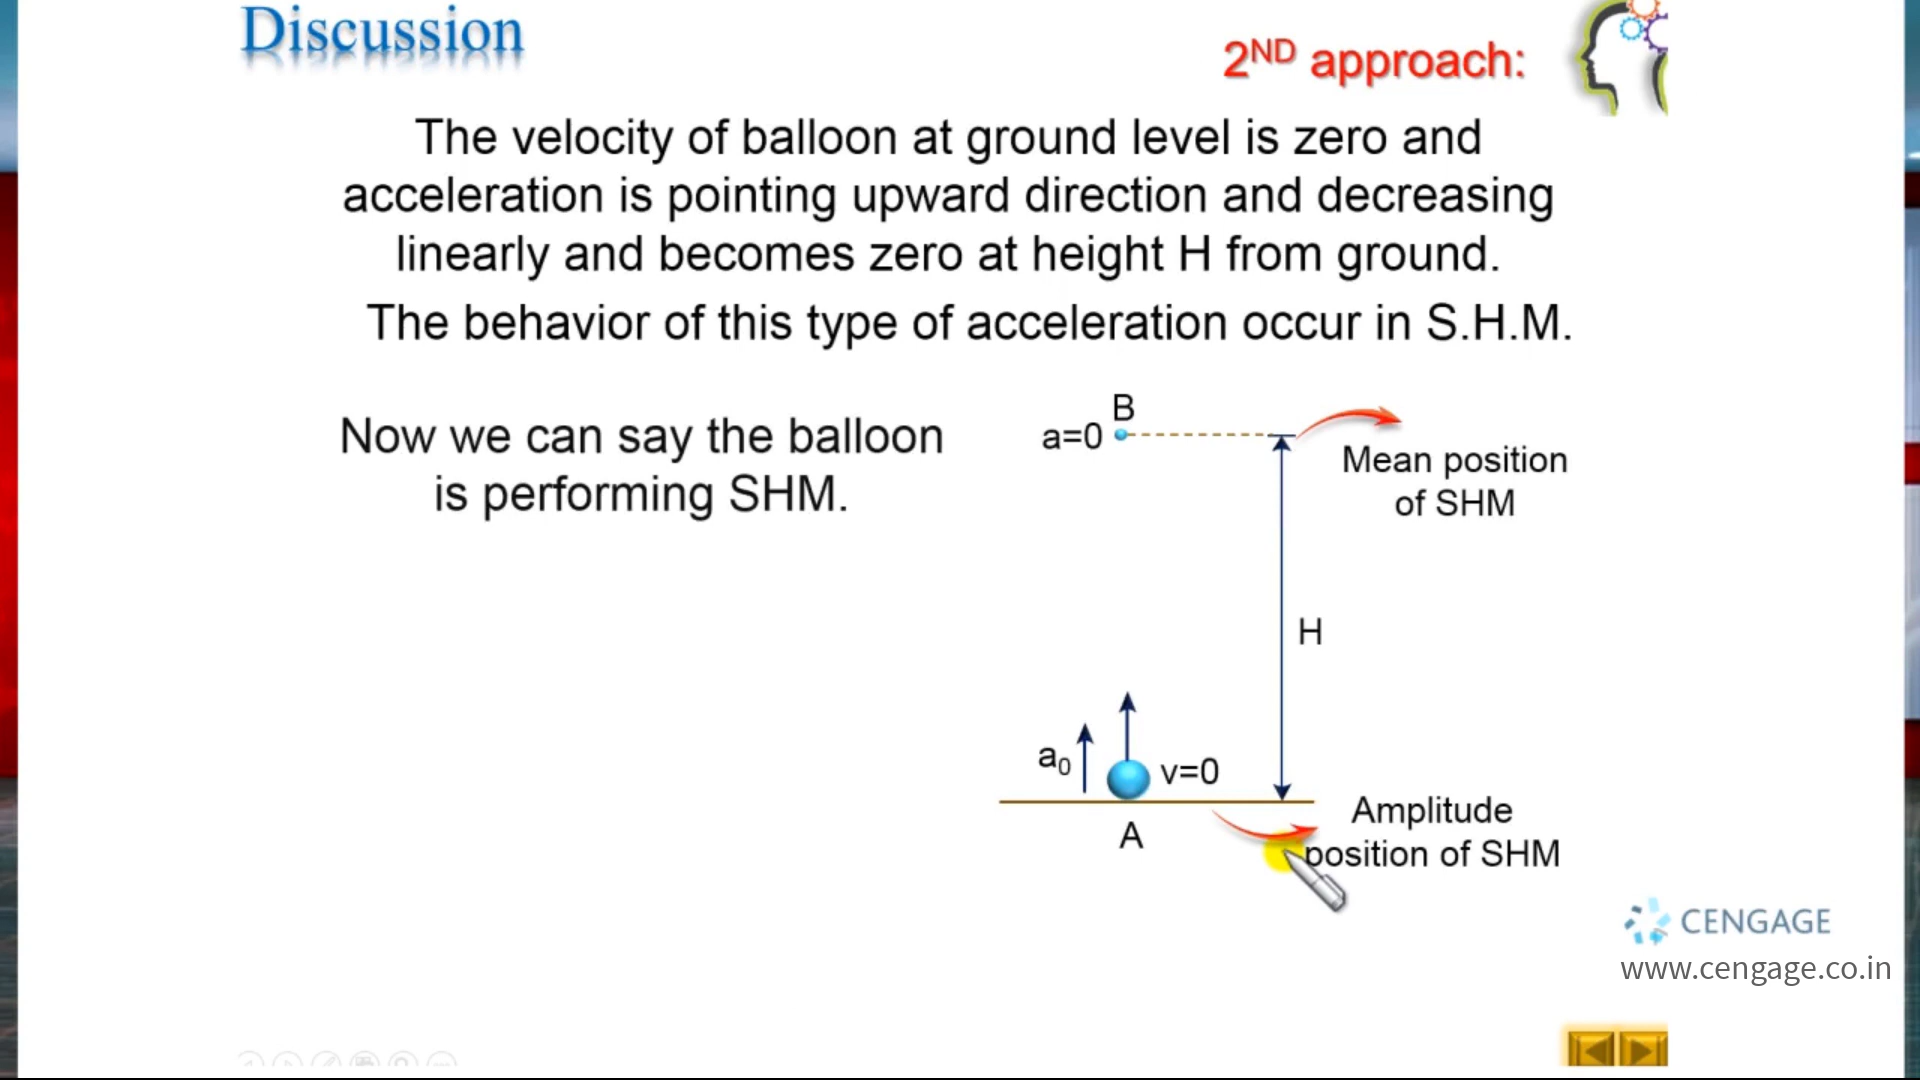 Discussion
2ND approach:
The velocity of balloon at ground level is zero and
acceleration is pointing upward direction and decreasing
linearly and becomes zero at height H from ground.
The behavior of this type of acceleration occur in S.H.M.
Now we can say the balloon
is performing SHM.
B
a=0
Mean position
of SHM
H
a0
v=0
A
Amplitude
position of SHM
CENGAGE
www.cengage.co.in